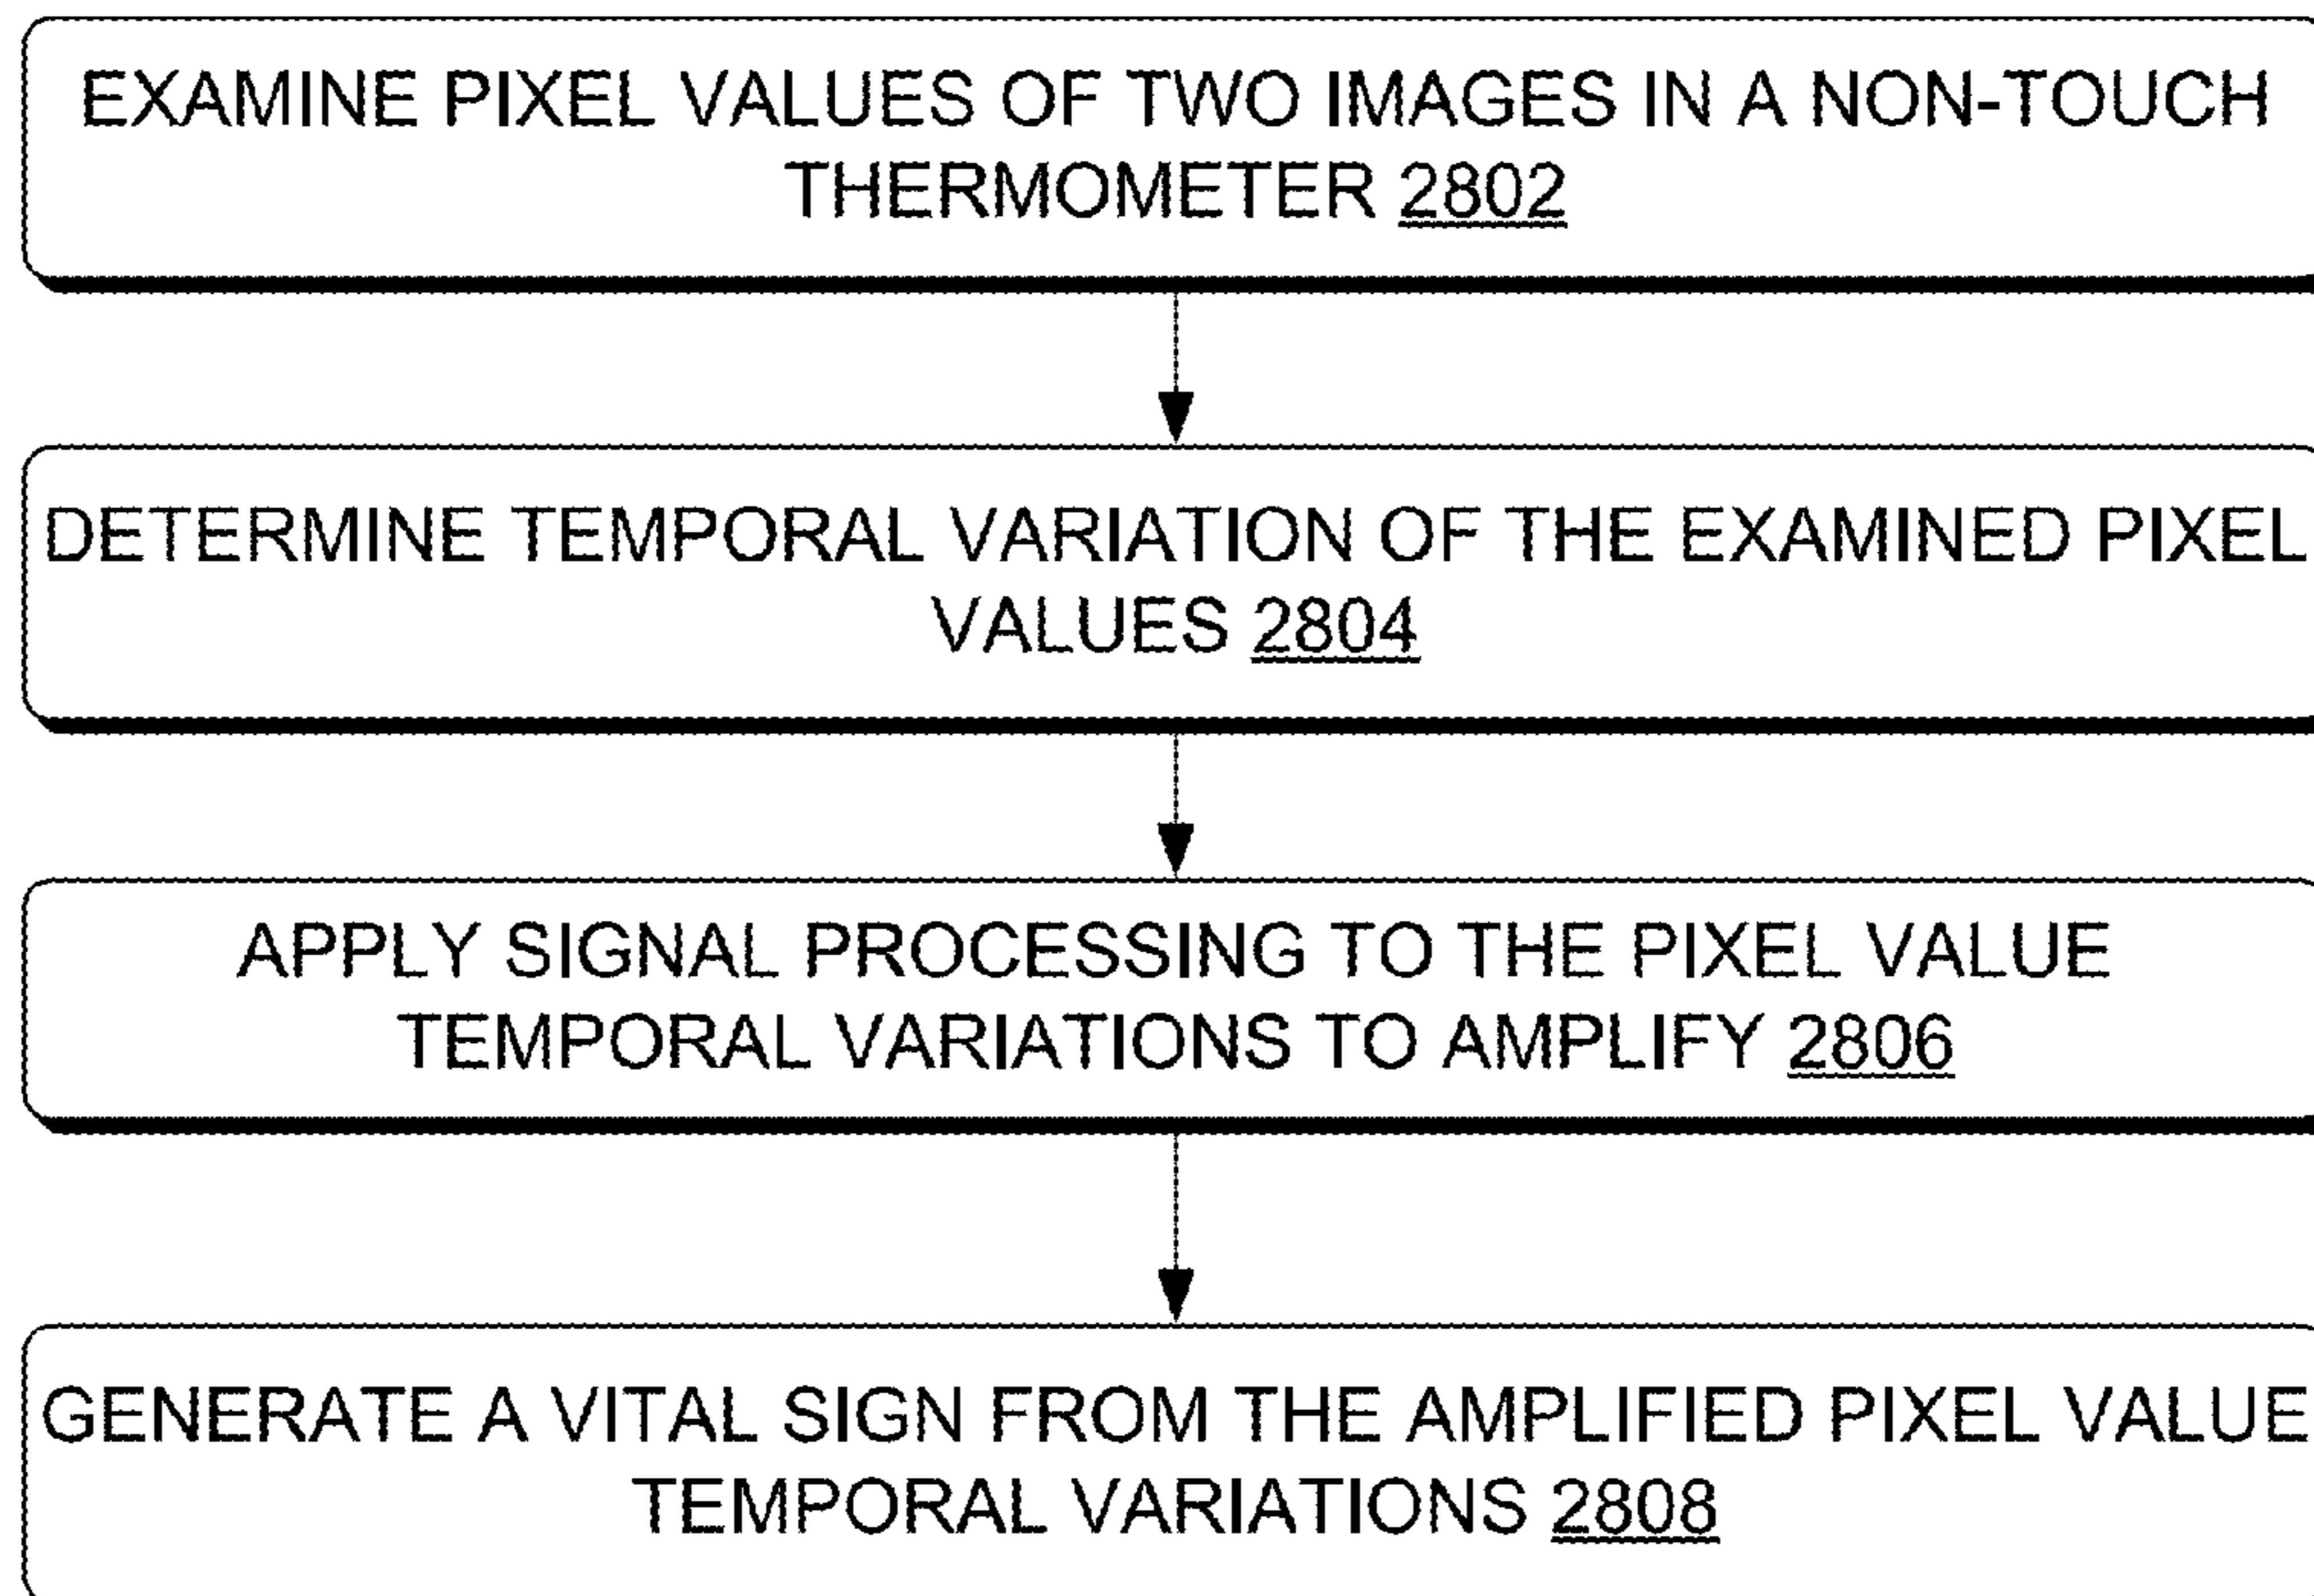 EXAMINE PIXEL VALUES OF TWO IMAGES IN A NON-TOUCH
THERMOMETER 2802
DETERMINE TEMPORAL VARIATION OF THE EXAMINED PIXEL
VALUES 2804
APPLY SIGNAL PROCESSING TO THE PIXEL VALUE
TEMPORAL VARIATIONS TO AMPLIFY 2806
GENERATE A VITAL SIGN FROM THE AMPLIFIED PIXEL VALUE
TEMPORAL VARIATIONS 2808